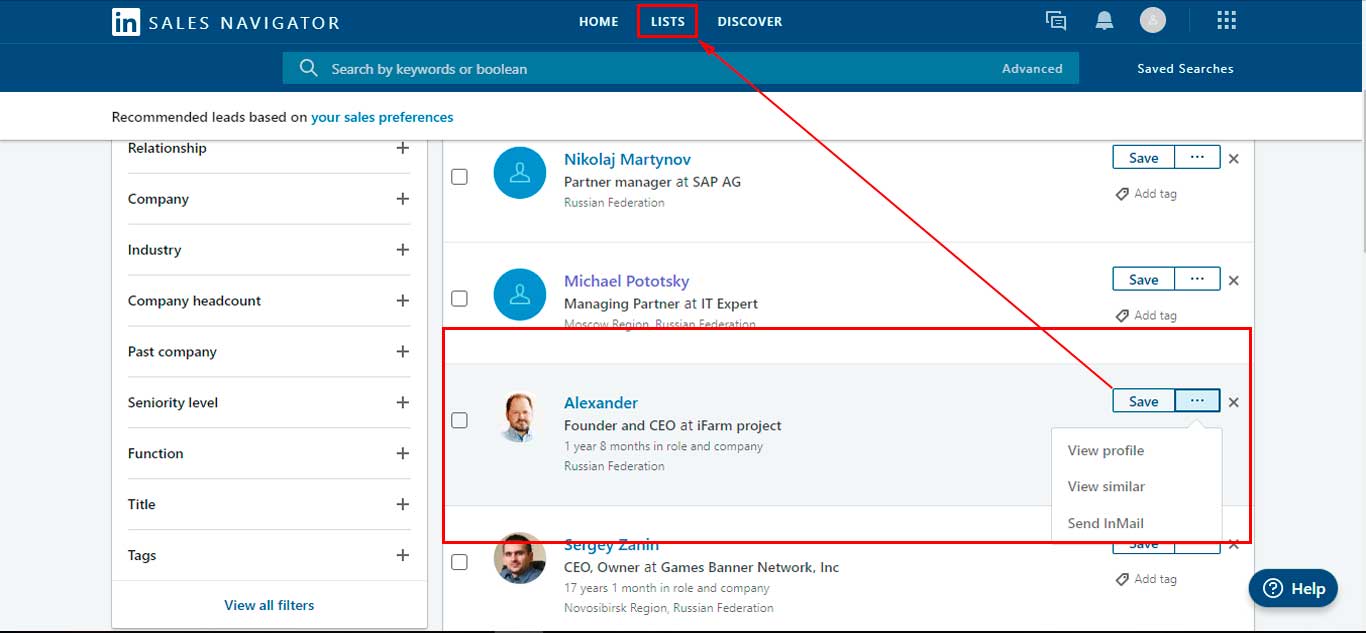 in SALES NAVIGATOR HOME LISTS DISCOVER
Search by keywords or boolean Advanced Saved Searches
Recommended leads based on your sales preferences
Relationship
Company
Industry
Company headcount
Past company
Seniority level
Function
Title
Tags
View all filters
Nikolaj Martynov
Partner manager at SAP AG
Russian Federation
Save ...
Add tag
Michael Pototsky
Managing Partner at IT Expert
Moscow Region, Russian Federation
Save ...
Add tag
Alexander
Founder and CEO at iFarm project
1 year 8 months in role and company
Russian Federation
Save ...
View profile
View similar
Send InMail
Sergey Zanin
CEO, Owner at Games Banner Network, Inc
17 years 1 month in role and company
Novosibirsk Region, Russian Federation
Save
Add tag
Help